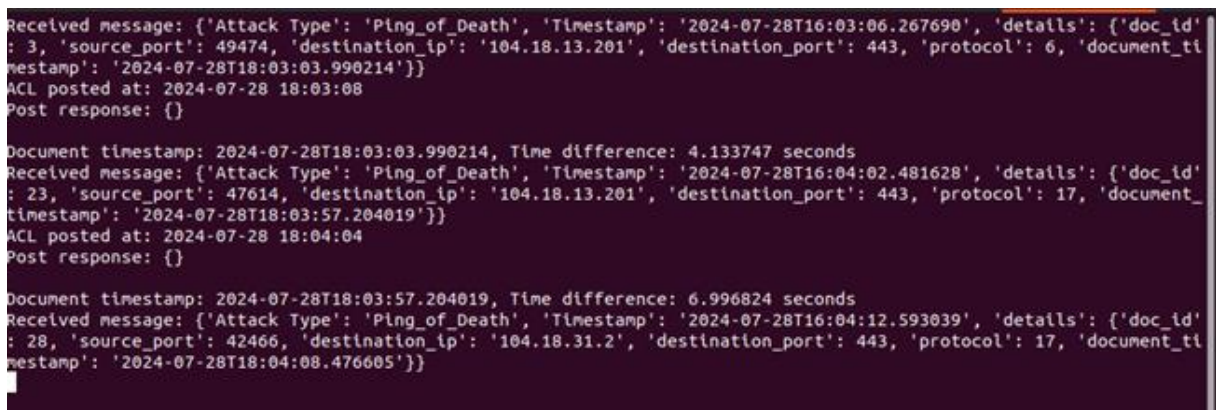 Received message: {'Attack Type': 'Ping_of_Death', 'Timestamp': '2024-07-28T16:03:06.267690', 'details': {'doc_id'
: 3, 'source_port': 49474, 'destination_ip': '104.18.13.201', 'destination_port': 443, 'protocol': 6, 'document_ti
mestamp': '2024-07-28T18:03:03.990214'}}
ACL posted at: 2024-07-28 18:03:08
Post response: {}
Document timestamp: 2024-07-28T18:03:03.990214, Time difference: 4.133747 seconds
Received message: {'Attack Type': 'Ping_of_Death', 'Timestamp': '2024-07-28T16:04:02.481628', 'details': {'doc_id'
: 23, 'source_port': 47614, 'destination_ip': '104.18.13.201', 'destination_port': 443, 'protocol': 17, 'document_
timestamp': '2024-07-28T18:03:57.204019'}}
ACL posted at: 2024-07-28 18:04:04
Post response: {}
Document timestamp: 2024-07-28T18:03:57.204019, Time difference: 6.996824 seconds
Received message: {'Attack Type': 'Ping_of_Death', 'Timestamp': '2024-07-28T16:04:12.593039', 'details': {'doc_id'
: 28, 'source_port': 42466, 'destination_ip': '104.18.31.2', 'destination_port': 443, 'protocol': 17, 'document_ti
mestamp': '2024-07-28T18:04:08.476605'}}